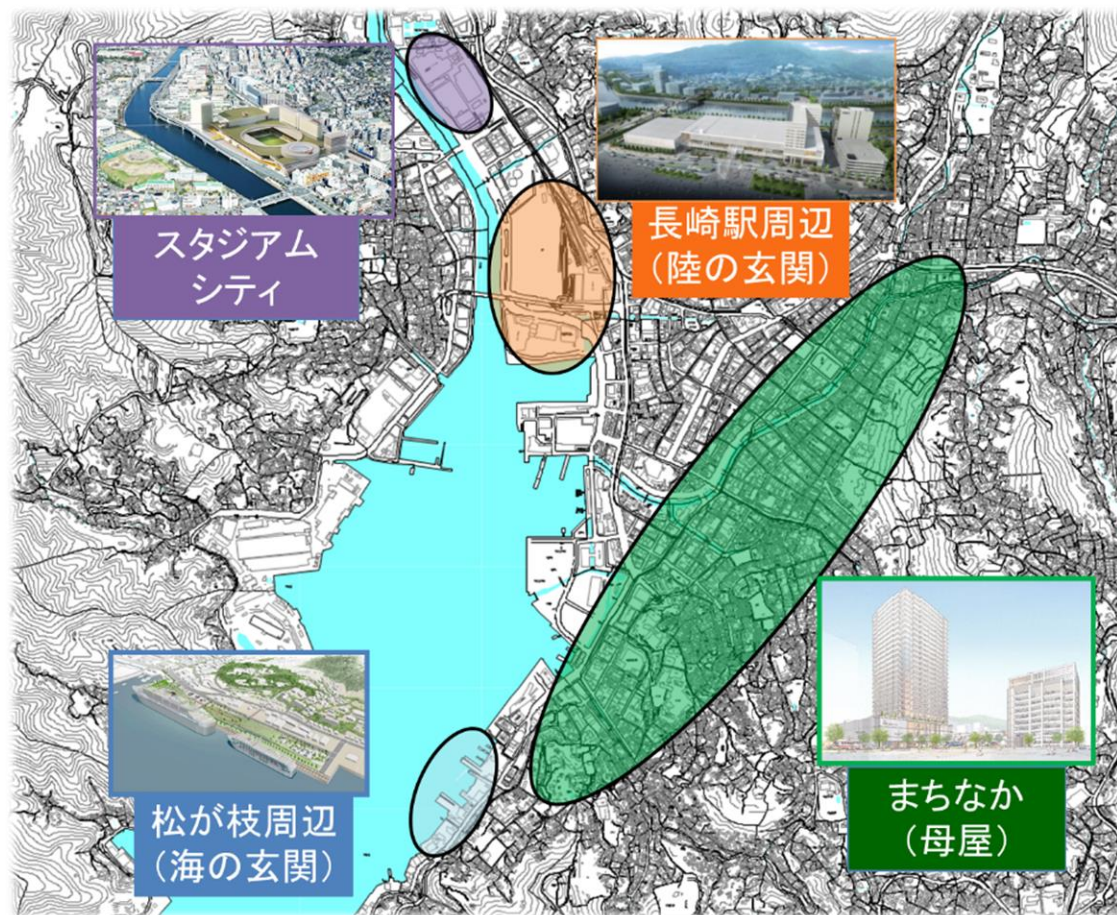 スタジアム
シティ
長崎駅周辺
（陸の玄関）
松が枝周辺
（海の玄関）
まちなか
（母屋）